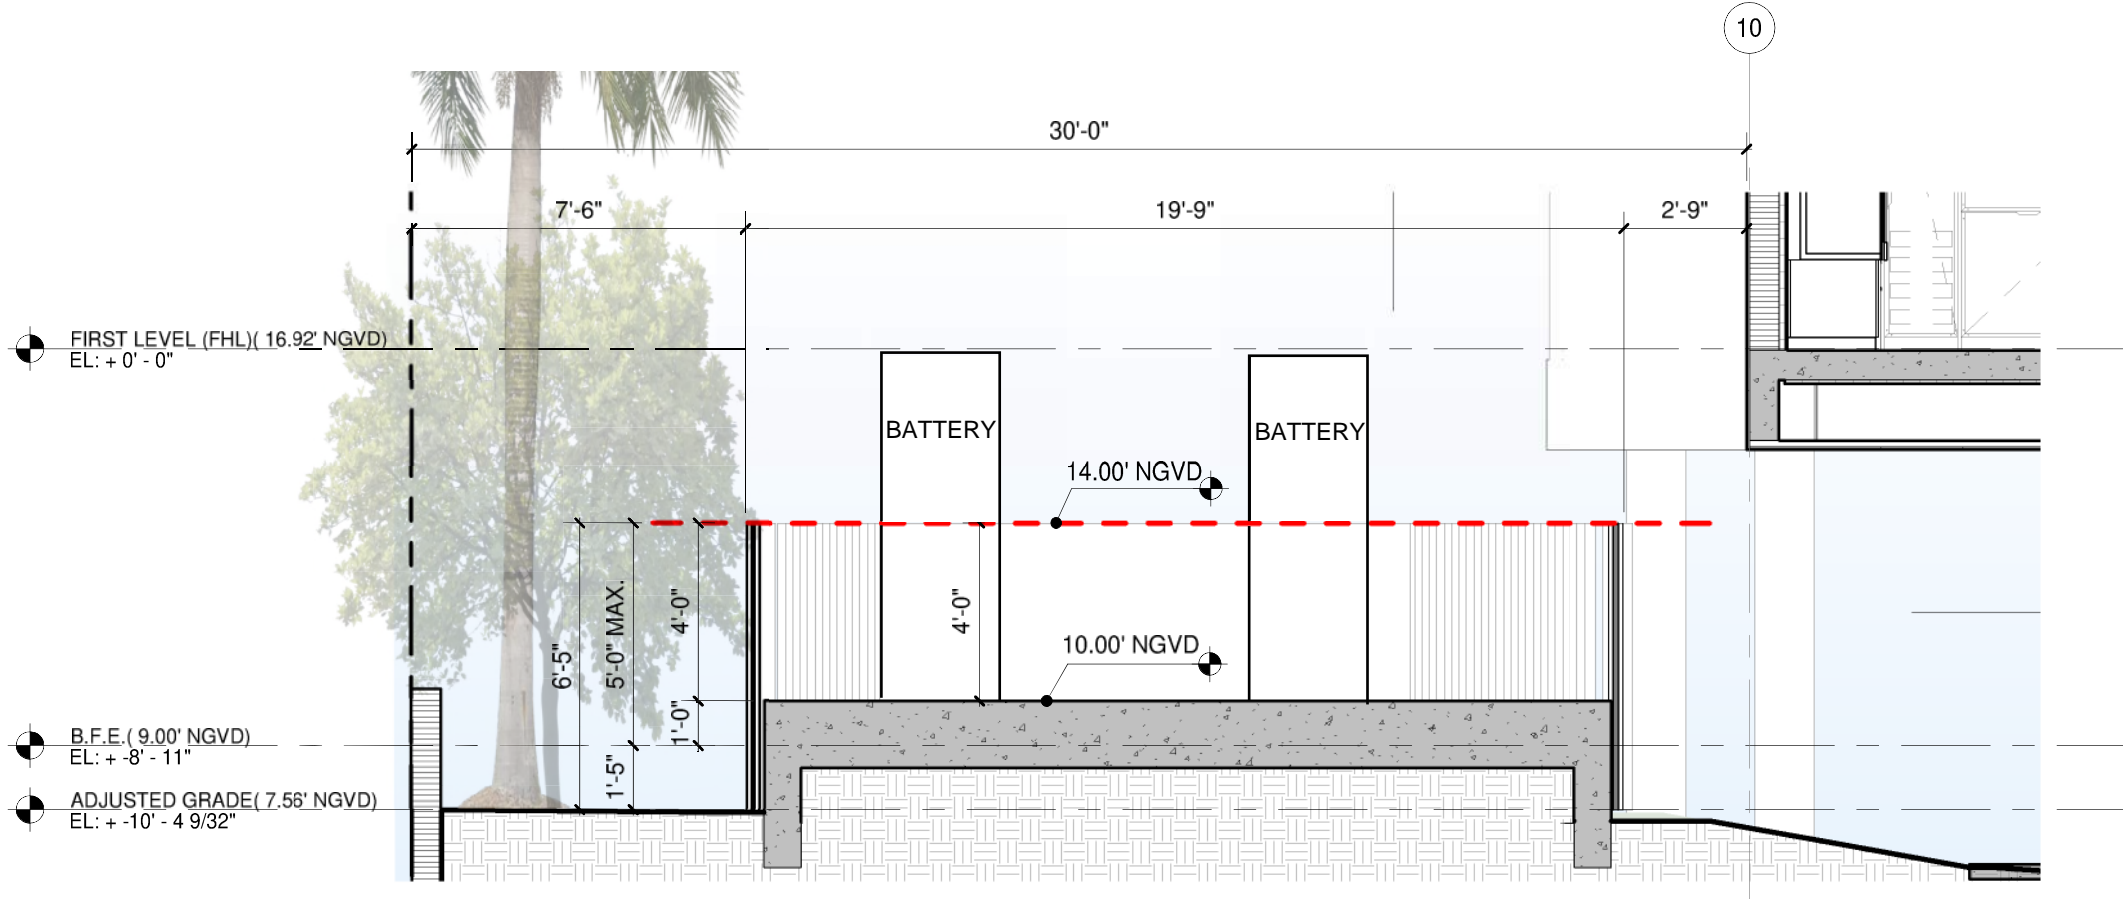 10
30'-0"
7'-6"
19'-9"
2'-9"
FIRST LEVEL (FHL)( 16.92' NGVD)
EL: + 0' - 0"
BATTERY
BATTERY
14.00' NGVD
6'-5"
5'-0" MAX.
4'-0"
4'-0"
10.00' NGVD
1'-0"
B.F.E.( 9.00' NGVD)
EL: + -8' - 11"
1'-5"
ADJUSTED GRADE( 7.56' NGVD)
EL: + -10' - 4 9/32"